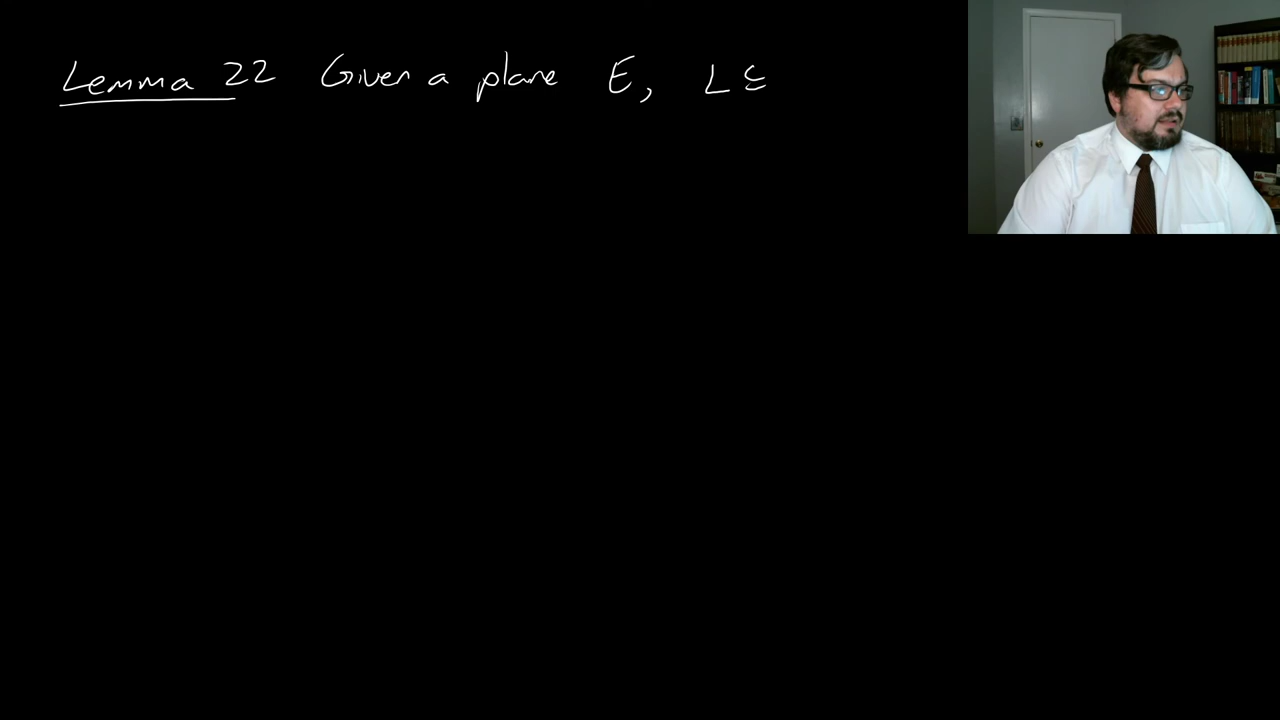 Lemma 22 Given a plane E, L ⊆